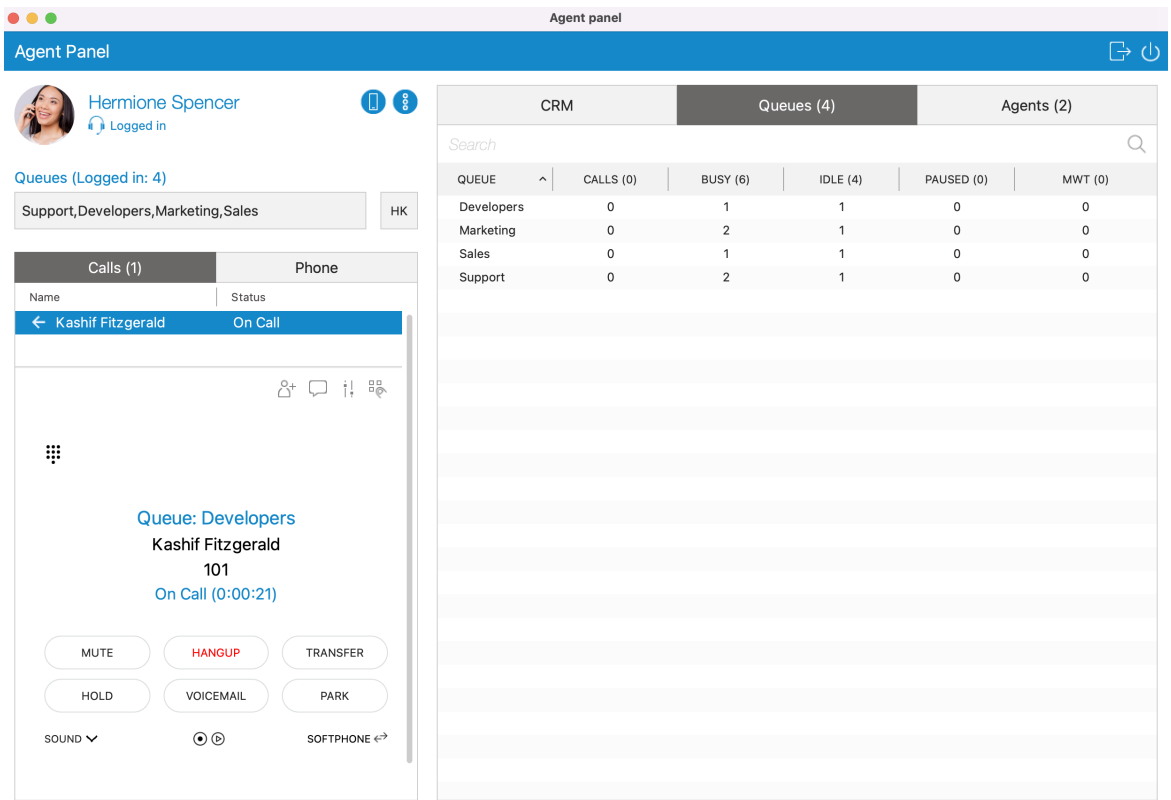 Agent panel
Agent Panel
Hermione Spencer
Logged in
Queues (Logged in: 4)
Support,Developers,Marketing,Sales
HK
Calls (1) Phone
Name Status
Kashif Fitzgerald On Call
Queue: Developers
Kashif Fitzgerald
101
On Call (0:00:21)
MUTE HANGUP TRANSFER
HOLD VOICEMAIL PARK
SOUND SOFTPHONE
CRM Queues (4) Agents (2)
Search
QUEUE CALLS (0) BUSY (6) IDLE (4) PAUSED (0) MWT (0)
Developers 0 1 1 0 0
Marketing 0 2 1 0 0
Sales 0 1 1 0 0
Support 0 2 1 0 0